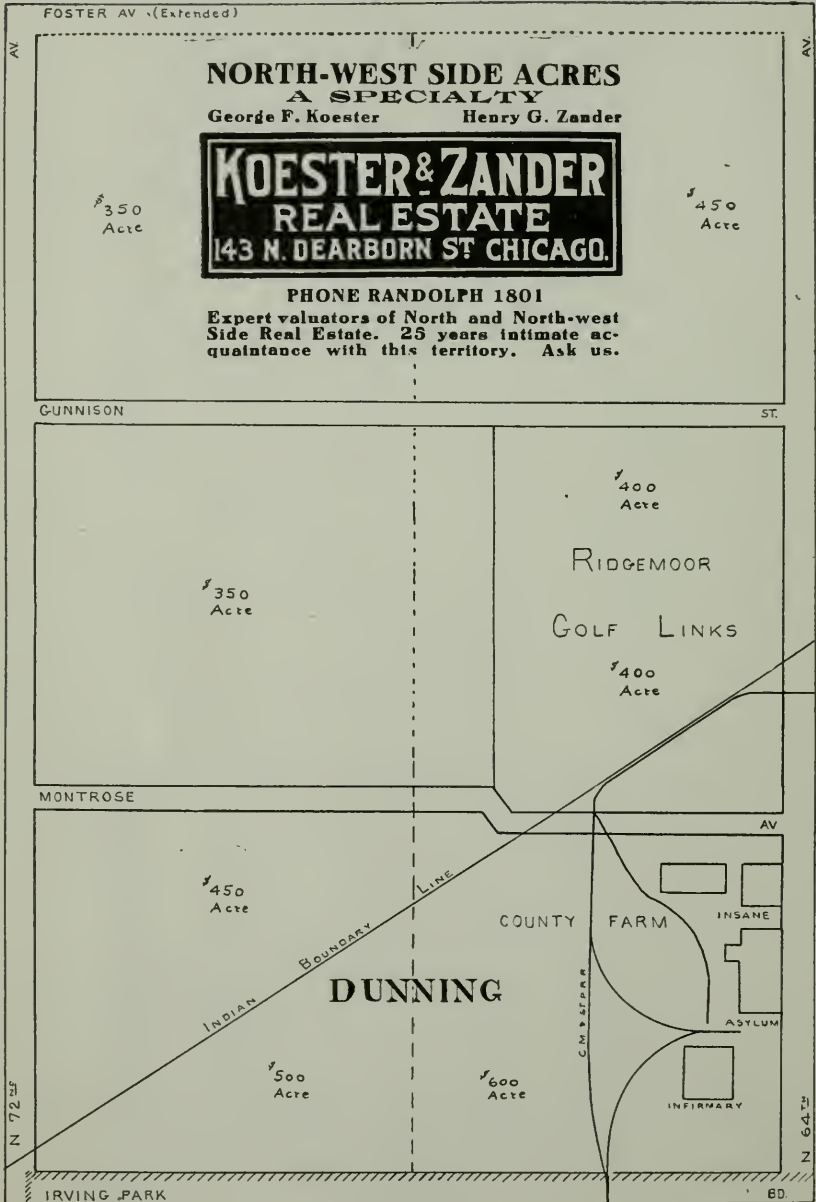 FOSTER AV. (Extended)
AV.
AV.
NORTH-WEST SIDE ACRES
A SPECIALTY
George F. Koester Henry G. Zander
KOESTER & ZANDER
REAL ESTATE
143 N. DEARBORN ST. CHICAGO.
$350
Acre
$450
Acre
PHONE RANDOLPH 1801
Expert valuators of North and North-west
Side Real Estate. 25 years intimate ac-
quaintance with this territory. Ask us.
GUNNISON ST.
$400
Acre
RIDGEMOOR
$350
Acre
GOLF LINKS
$400
Acre
MONTROSE AV
$450
Acre
INDIAN BOUNDARY LINE
COUNTY FARM
INSANE
ASYLUM
DUNNING
C.M & ST.P.R.R
$500
Acre
$600
Acre
INFIRMARY
N 72ND
N 64TH
IRVING PARK BD.